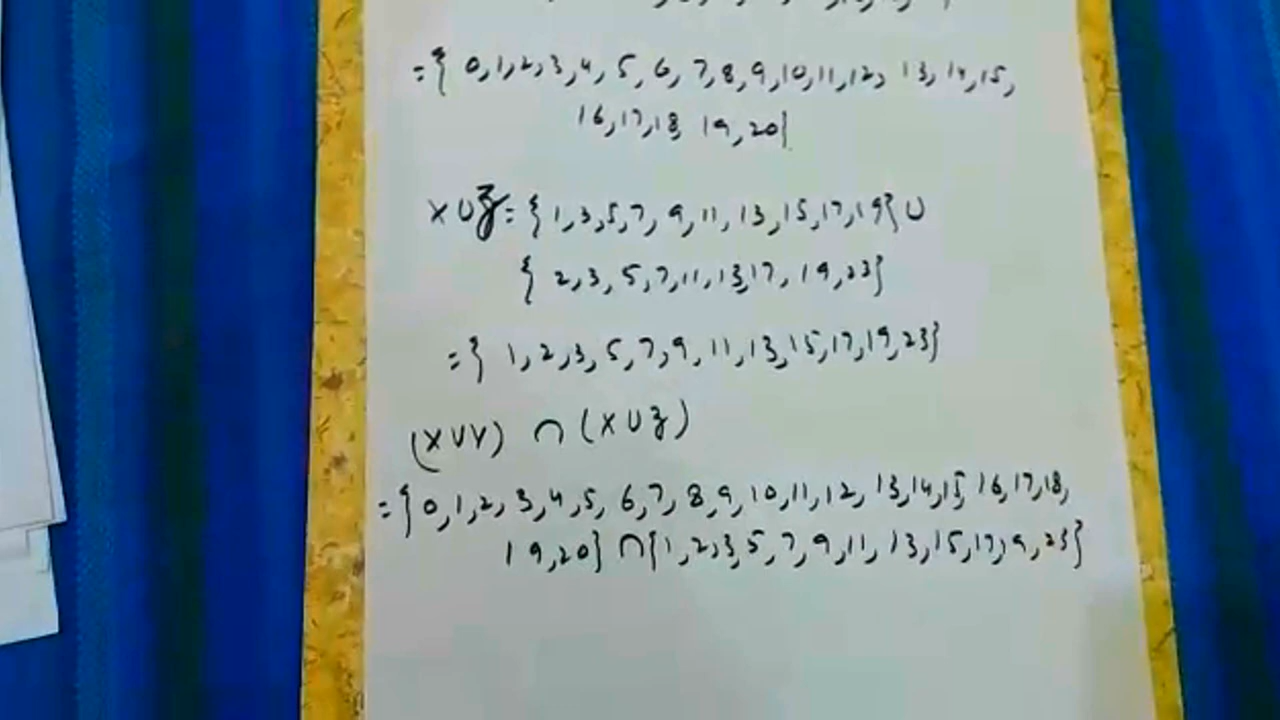 ={ 0,1,2,3,4, 5, 6, 7,8,9,10,11,12, 13,14,15,
16,17,18, 19,20}
X∪Z={ 1,3,5,7, 9,11, 13,15,17,19} ∪
{ 2,3, 5,7,11,13,17, 19,23}
={ 1,2,3,5,7,9,11,13,15,17,19,23}
(X∪Y) ∩ (X∪Z)
={0,1,2, 3,4,5, 6,7,8,9,10,11,12, 13,14,15, 16,17,18,
19,20} ∩{1,2,3,5,7,9,11, 13,15,17,9,23}